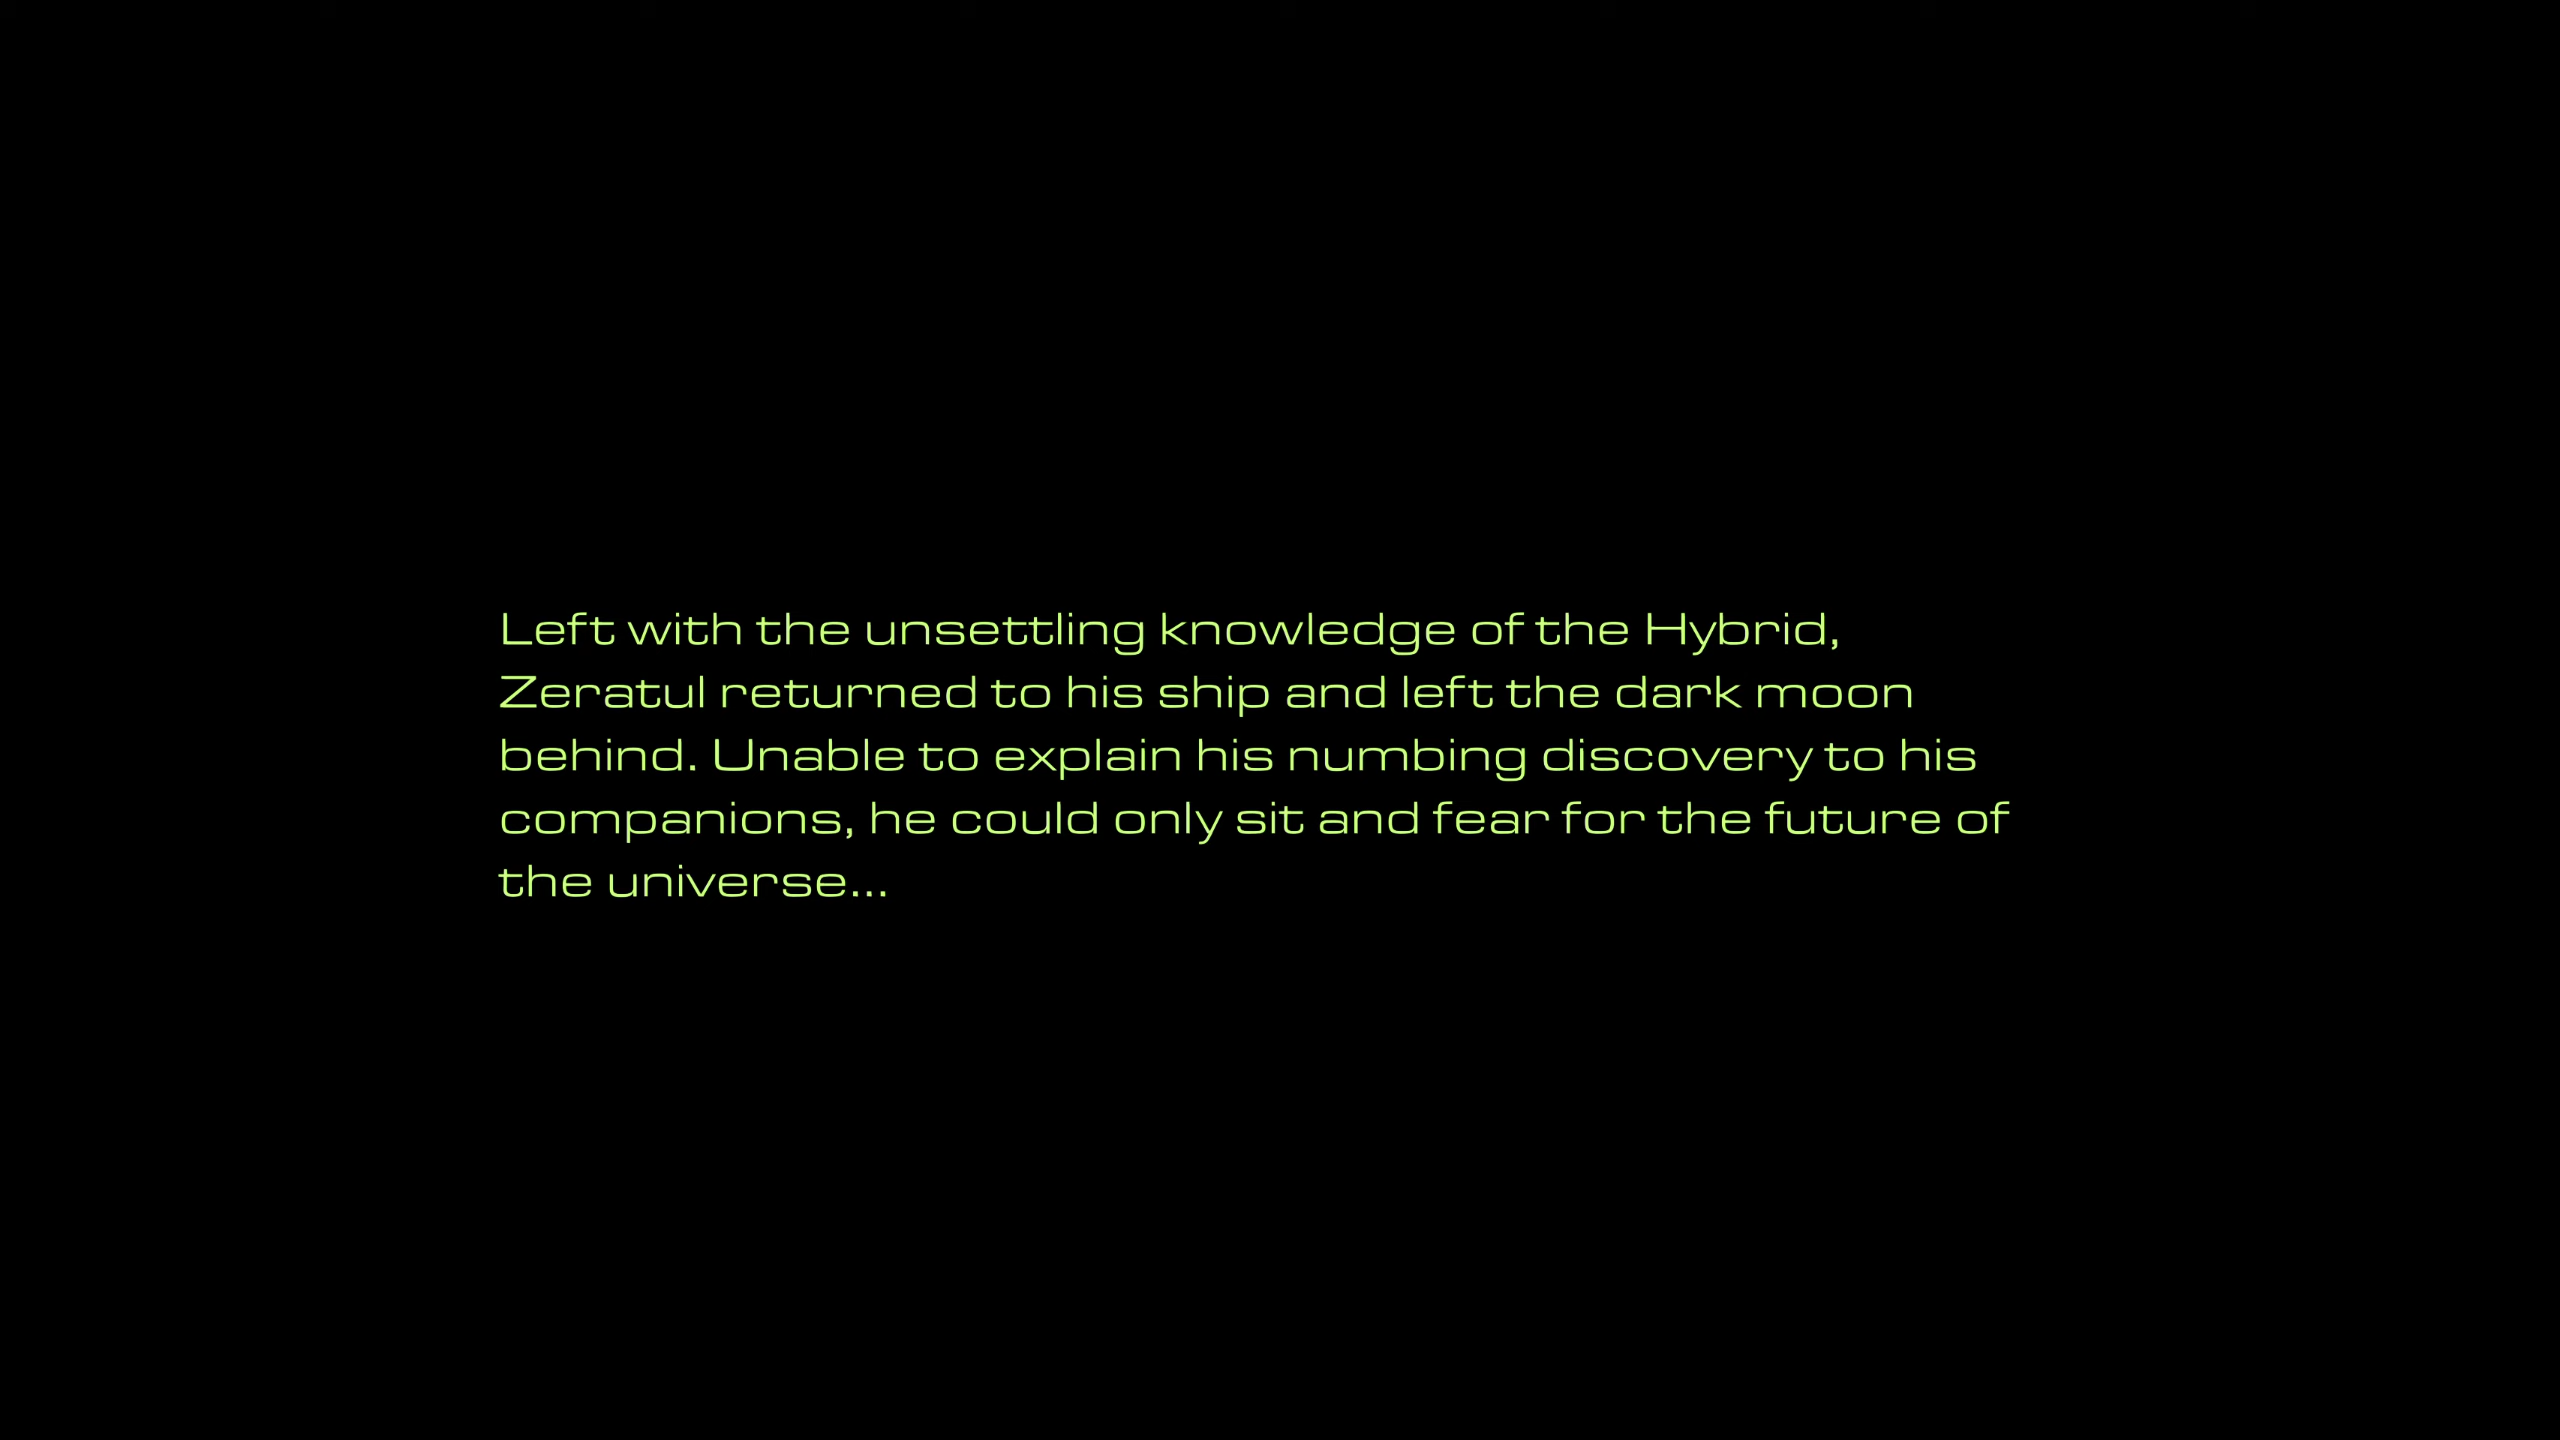 Left with the unsettling knowledge of the Hybrid,
Zeratul returned to his ship and left the dark moon
behind. Unable to explain his numbing discovery to his
companions, he could only sit and fear for the future of
the universe...